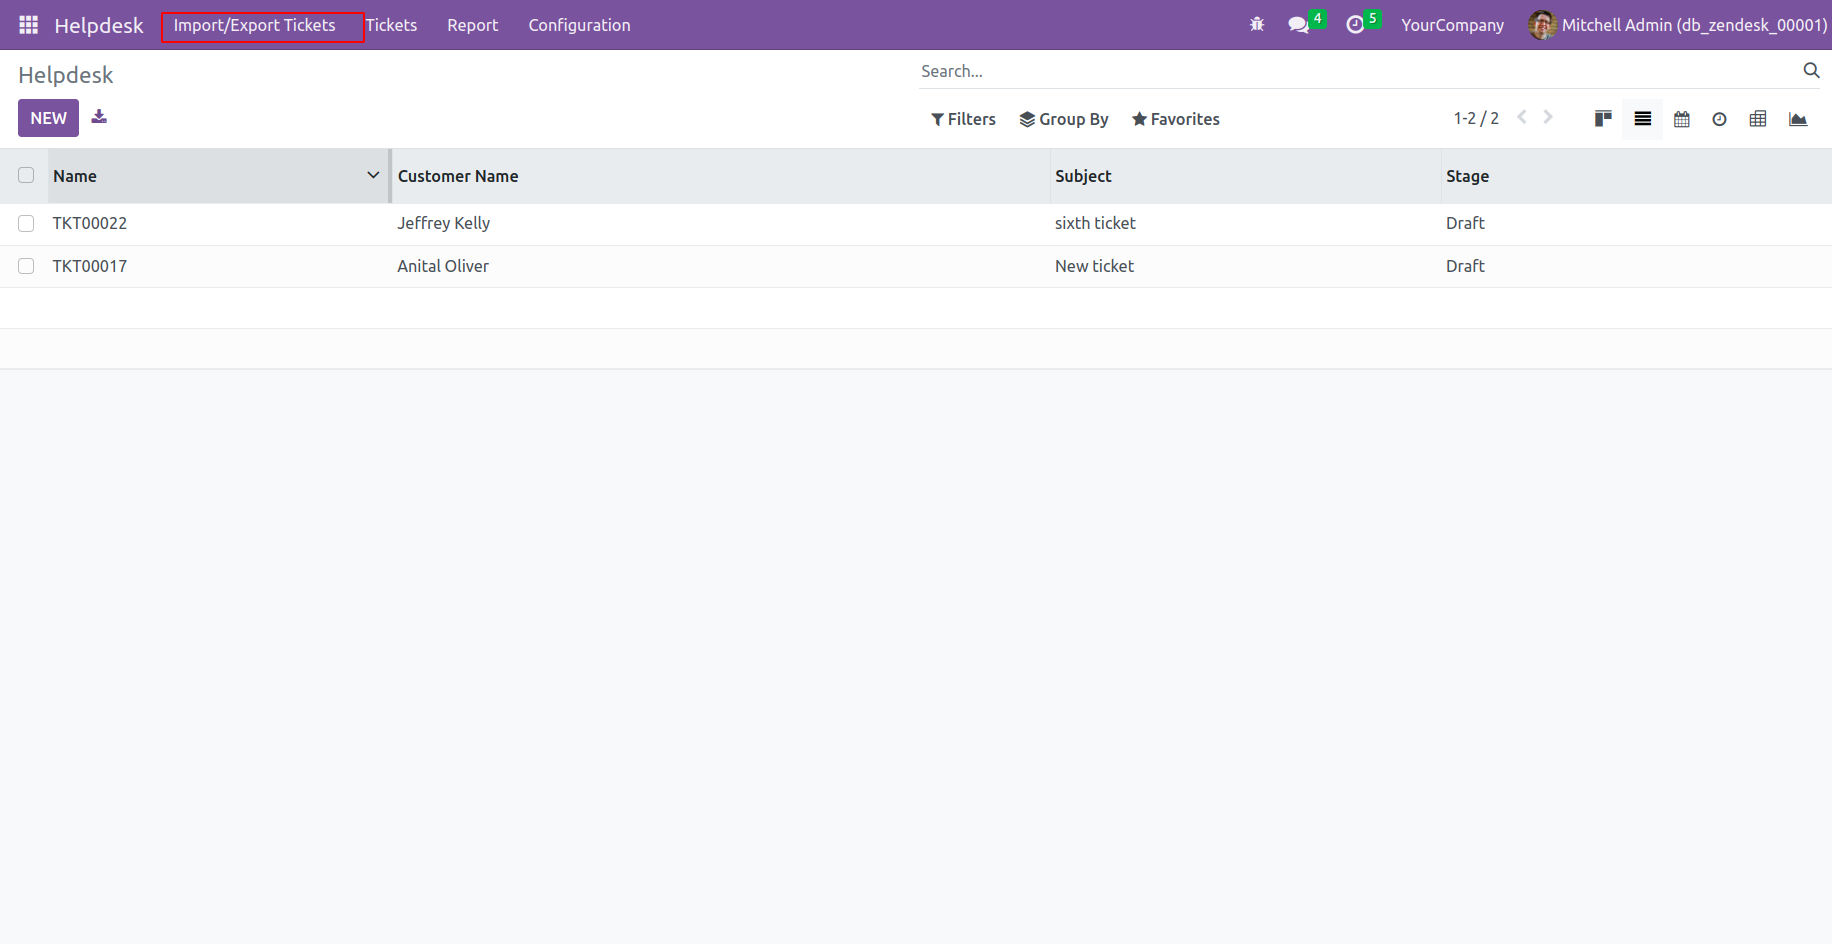 Helpdesk Import/Export Tickets Tickets Report Configuration 4 5 YourCompany Mitchell Admin (db_zendesk_00001)
Helpdesk Search...
NEW Filters Group By Favorites 1-2 / 2
Name Customer Name Subject Stage
TKT00022 Jeffrey Kelly sixth ticket Draft
TKT00017 Anital Oliver New ticket Draft